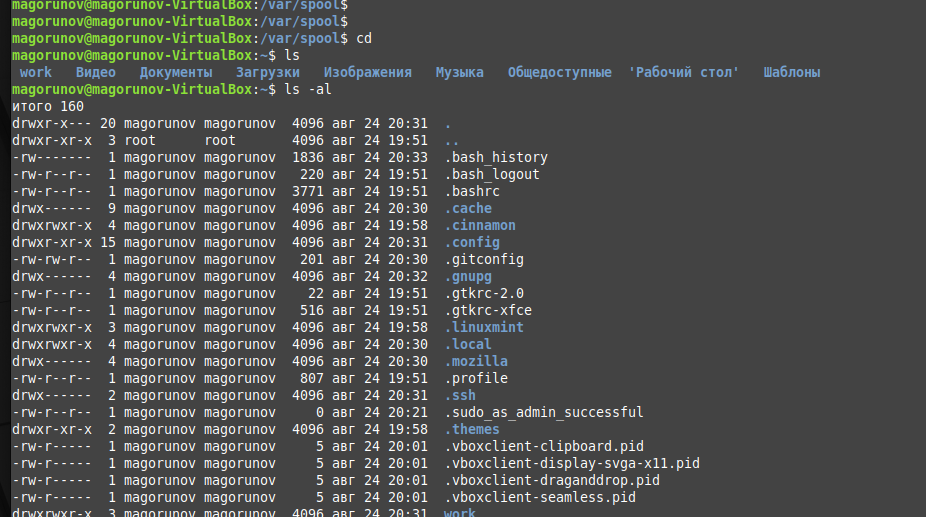 magorunov@magorunov-VirtualBox:/var/spool$
magorunov@magorunov-VirtualBox:/var/spool$
magorunov@magorunov-VirtualBox:/var/spool$ cd
magorunov@magorunov-VirtualBox:~$ ls
work Видео Документы Загрузки Изображения Музыка Общедоступные 'Рабочий стол' Шаблоны
magorunov@magorunov-VirtualBox:~$ ls -al
итого 160
drwxr-x--- 20 magorunov magorunov 4096 авг 24 20:31 .
drwxr-xr-x 3 root root 4096 авг 24 19:51 ..
-rw------- 1 magorunov magorunov 1836 авг 24 20:33 .bash_history
-rw-r--r-- 1 magorunov magorunov 220 авг 24 19:51 .bash_logout
-rw-r--r-- 1 magorunov magorunov 3771 авг 24 19:51 .bashrc
drwx------ 9 magorunov magorunov 4096 авг 24 20:30 .cache
drwxrwxr-x 4 magorunov magorunov 4096 авг 24 19:58 .cinnamon
drwxr-xr-x 15 magorunov magorunov 4096 авг 24 20:31 .config
-rw-rw-r-- 1 magorunov magorunov 201 авг 24 20:30 .gitconfig
drwx------ 4 magorunov magorunov 4096 авг 24 20:32 .gnupg
-rw-r--r-- 1 magorunov magorunov 22 авг 24 19:51 .gtkrc-2.0
-rw-r--r-- 1 magorunov magorunov 516 авг 24 19:51 .gtkrc-xfce
drwxrwxr-x 3 magorunov magorunov 4096 авг 24 19:58 .linuxmint
drwxrwxr-x 4 magorunov magorunov 4096 авг 24 20:30 .local
drwx------ 4 magorunov magorunov 4096 авг 24 20:30 .mozilla
-rw-r--r-- 1 magorunov magorunov 807 авг 24 19:51 .profile
drwx------ 2 magorunov magorunov 4096 авг 24 20:31 .ssh
-rw-r--r-- 1 magorunov magorunov 0 авг 24 20:21 .sudo_as_admin_successful
drwxr-xr-x 2 magorunov magorunov 4096 авг 24 19:58 .themes
-rw-r----- 1 magorunov magorunov 5 авг 24 20:01 .vboxclient-clipboard.pid
-rw-r----- 1 magorunov magorunov 5 авг 24 20:01 .vboxclient-display-svga-x11.pid
-rw-r----- 1 magorunov magorunov 5 авг 24 20:01 .vboxclient-draganddrop.pid
-rw-r----- 1 magorunov magorunov 5 авг 24 20:01 .vboxclient-seamless.pid
drwxrwxr-x 3 magorunov magorunov 4096 авг 24 20:31 work